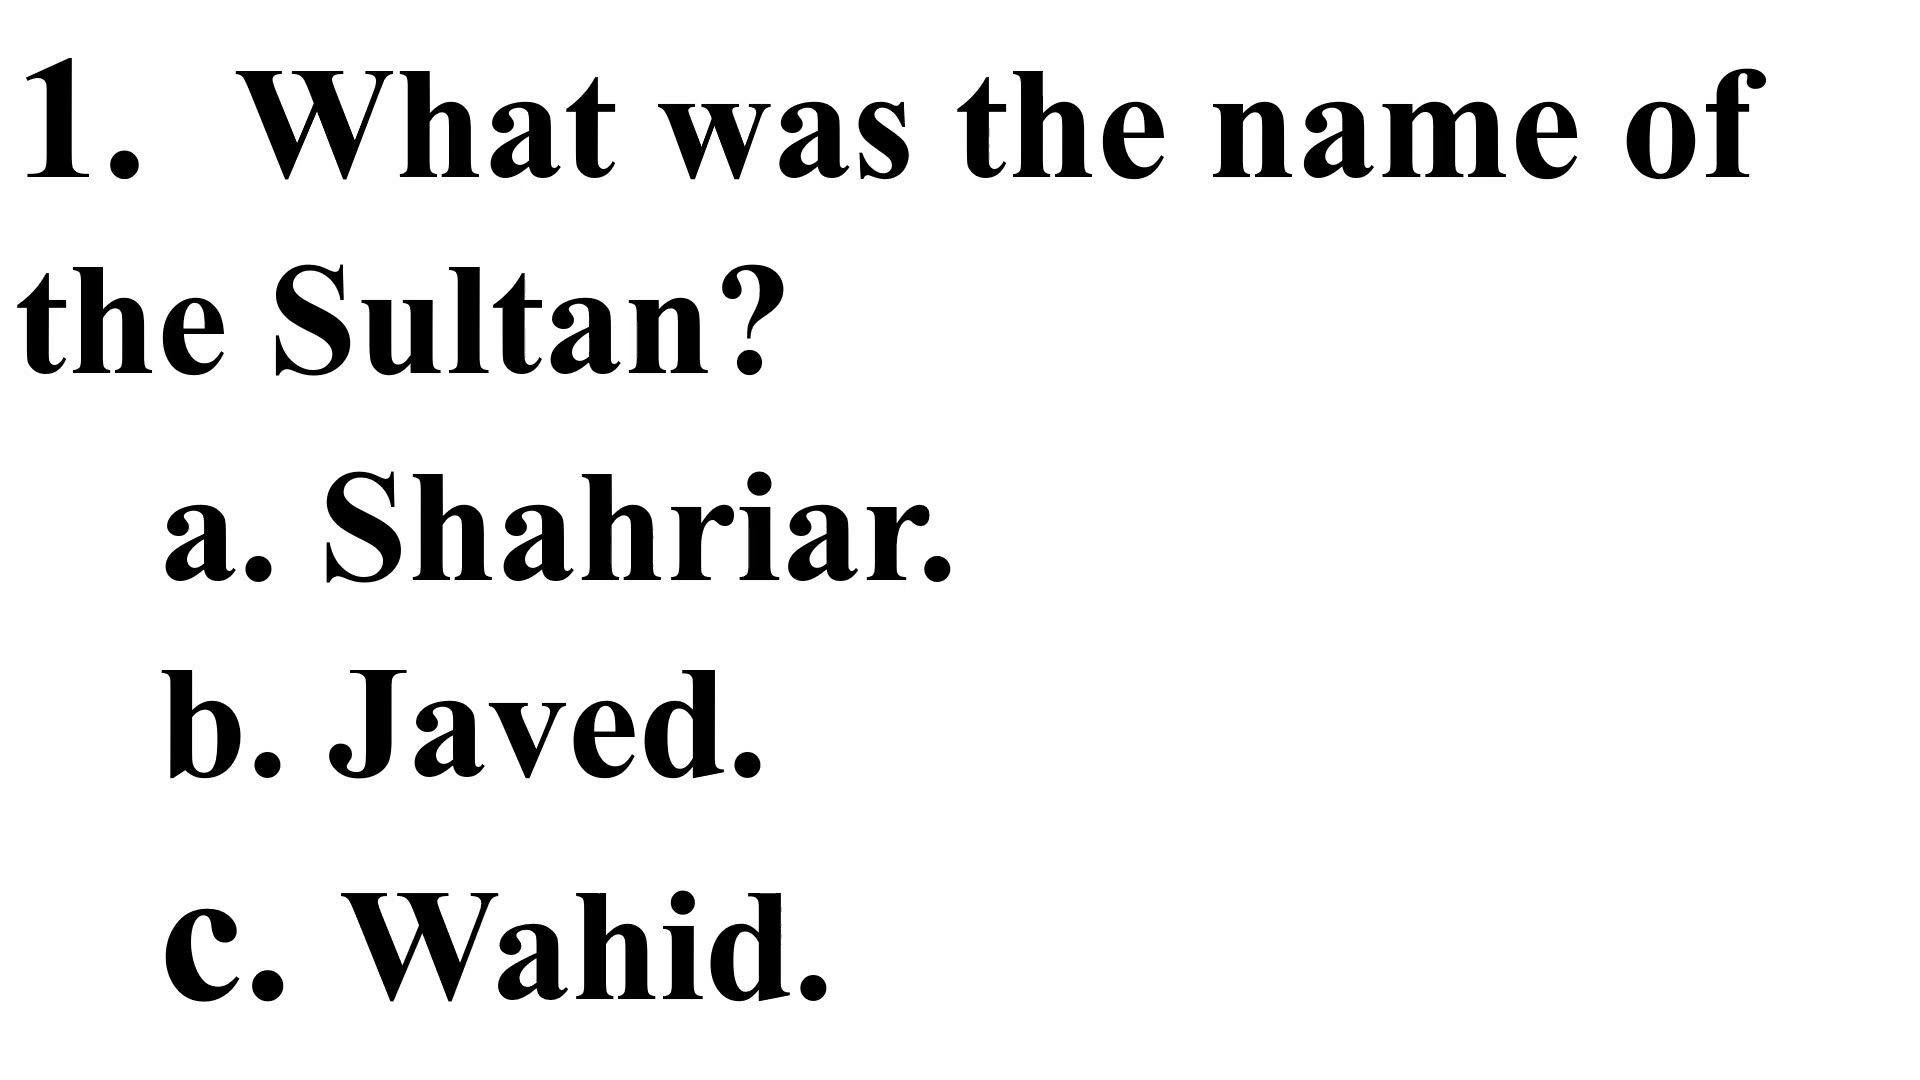 1. What was the name of
the Sultan?
a. Shahriar.
b. Javed.
c. Wahid.